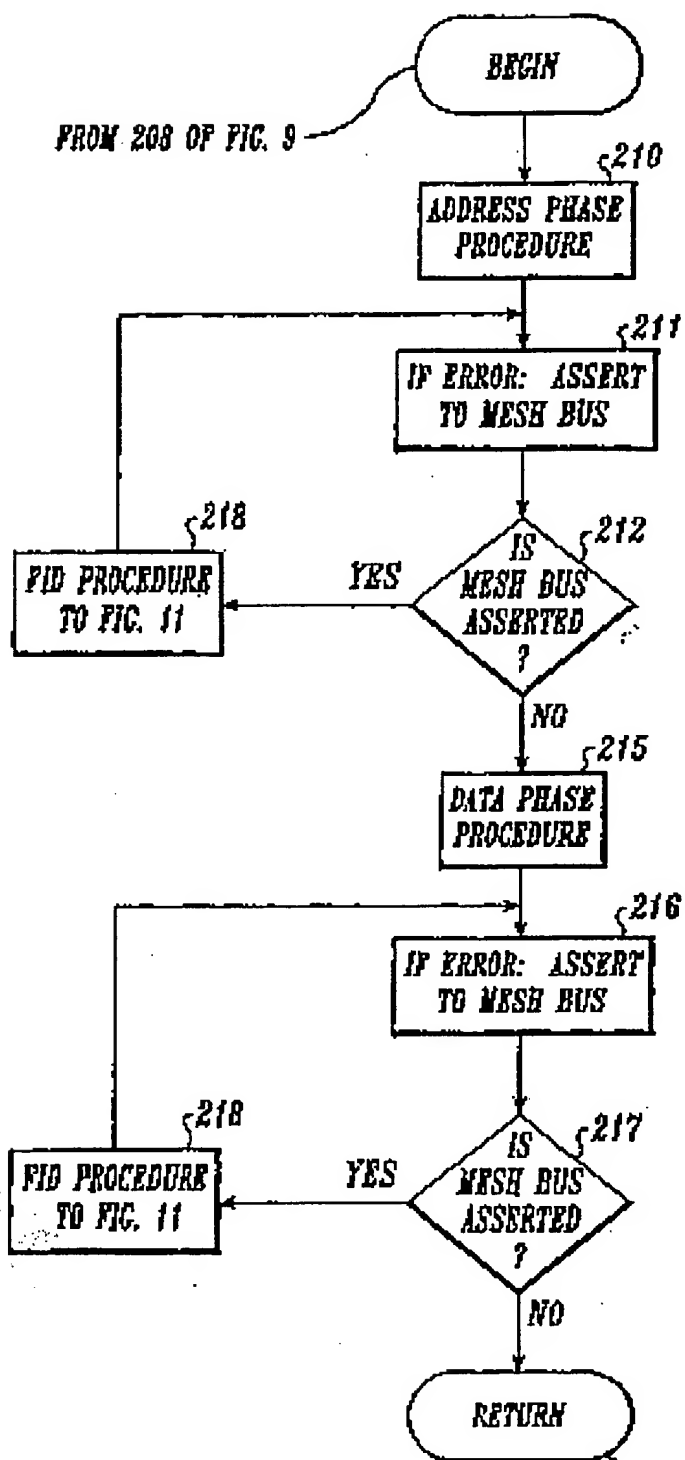 BEGIN
FROM 208 OF FIG. 9
210
ADDRESS PHASE
PROCEDURE
211
IF ERROR: ASSERT
TO MESH BUS
218
FID PROCEDURE
TO FIG. 11
YES
212
IS
MESH BUS
ASSERTED
?
NO
215
DATA PHASE
PROCEDURE
216
IF ERROR: ASSERT
TO MESH BUS
218
FID PROCEDURE
TO FIG. 11
YES
217
IS
MESH BUS
ASSERTED
?
NO
RETURN